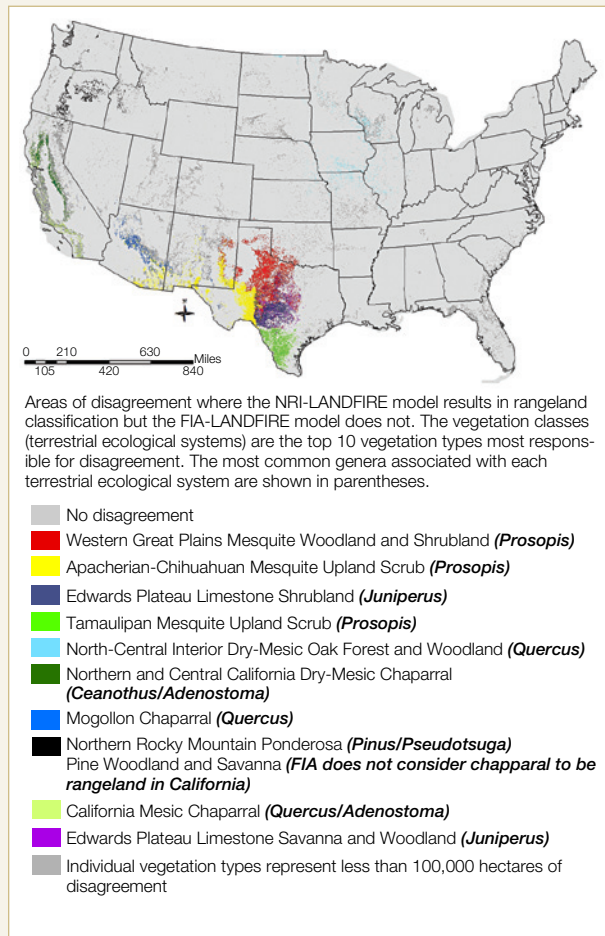 N
0 210 630
Miles
105 420 840
Areas of disagreement where the NRI-LANDFIRE model results in rangeland
classification but the FIA-LANDFIRE model does not. The vegetation classes
(terrestrial ecological systems) are the top 10 vegetation types most respons-
ible for disagreement. The most common genera associated with each
terrestrial ecological system are shown in parentheses.
No disagreement
Western Great Plains Mesquite Woodland and Shrubland (Prosopis)
Apacherian-Chihuahuan Mesquite Upland Scrub (Prosopis)
Edwards Plateau Limestone Shrubland (Juniperus)
Tamaulipan Mesquite Upland Scrub (Prosopis)
North-Central Interior Dry-Mesic Oak Forest and Woodland (Quercus)
Northern and Central California Dry-Mesic Chaparral
(Ceanothus/Adenostoma)
Mogollon Chaparral (Quercus)
Northern Rocky Mountain Ponderosa (Pinus/Pseudotsuga)
Pine Woodland and Savanna (FIA does not consider chapparal to be
rangeland in California)
California Mesic Chaparral (Quercus/Adenostoma)
Edwards Plateau Limestone Savanna and Woodland (Juniperus)
Individual vegetation types represent less than 100,000 hectares of
disagreement